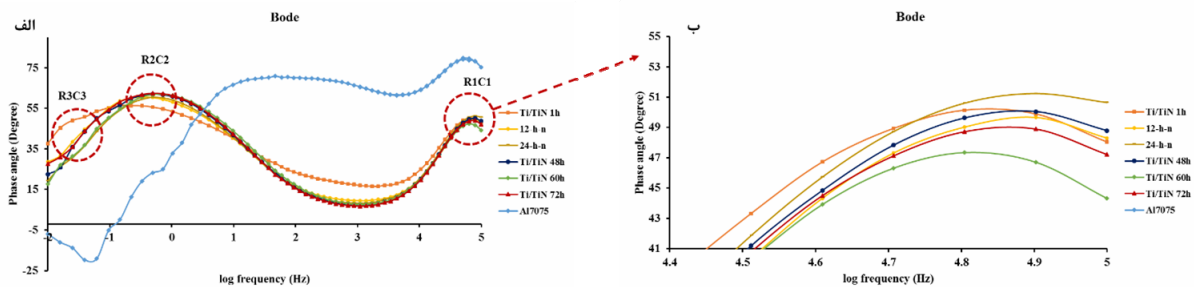 الف
Bode
Phase angle (Degree)
75
55
35
15
-5
-25
-2
-1
0
1
2
3
4
5
log frequency (Hz)
R3C3
R2C2
R1C1
Ti/TiN 1h
12-h-n
24-h-n
Ti/TiN 48h
Ti/TiN 60h
Ti/TiN 72h
Al7075
ب
Bode
Phase angle (Degree)
55
53
51
49
47
45
43
41
4.4
4.5
4.6
4.7
4.8
4.9
5
log frequency (Hz)
Ti/TiN 1h
12-h-n
24-h-n
Ti/TiN 48h
Ti/TiN 60h
Ti/TiN 72h
Al7075